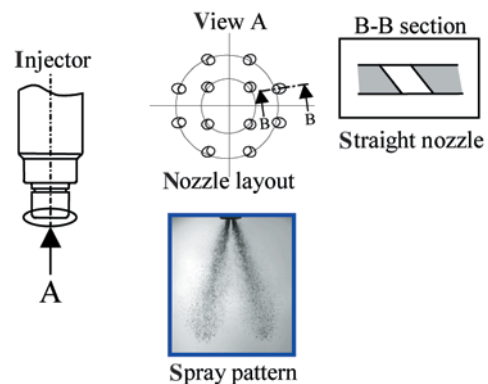 View A
B-B section
Injector
B
B
Straight nozzle
Nozzle layout
A
Spray pattern